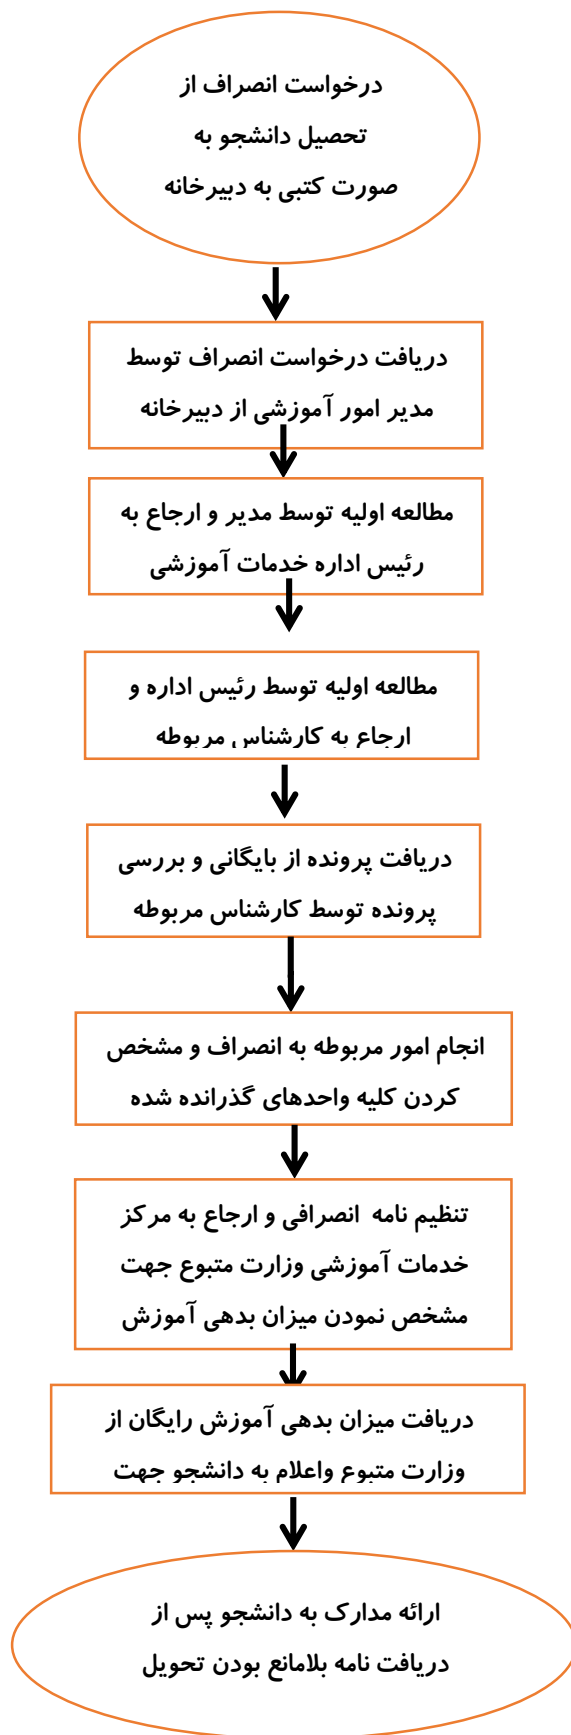 درخواست انصراف از
تحصیل دانشجو به
صورت کتبی به دبیرخانه
دریافت درخواست انصراف توسط
مدیر امور آموزشی از دبیرخانه
مطالعه اولیه توسط مدیر و ارجاع به
رئیس اداره خدمات آموزشی
مطالعه اولیه توسط رئیس اداره و
ارجاع به کارشناس مربوطه
دریافت پرونده از بایگانی و بررسی
پرونده توسط کارشناس مربوطه
انجام امور مربوطه به انصراف و مشخص
کردن کلیه واحدهای گذرانده شده
تنظیم نامه انصرافی و ارجاع به مرکز
خدمات آموزشی وزارت متبوع جهت
مشخص نمودن میزان بدهی آموزش
دریافت میزان بدهی آموزش رایگان از
وزارت متبوع واعلام به دانشجو جهت
ارائه مدارک به دانشجو پس از
دریافت نامه بلامانع بودن تحویل